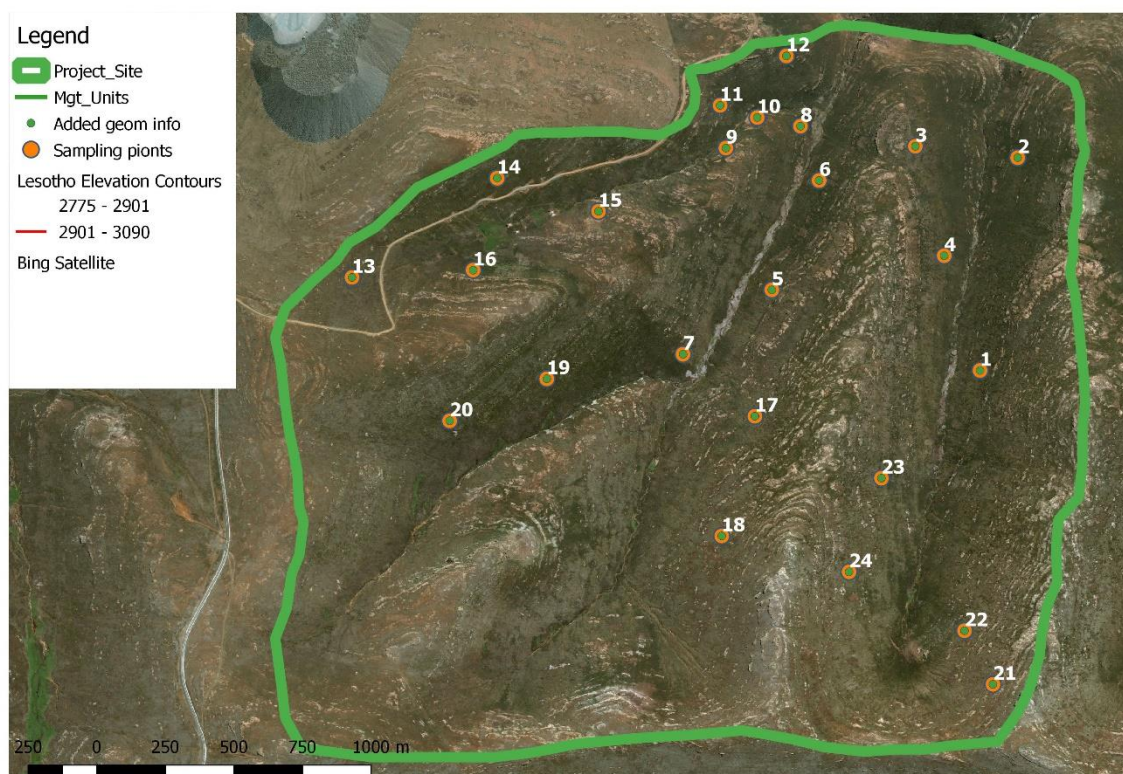 Legend
Project_Site
Mgt_Units
Added geom info
Sampling pionts
Lesotho Elevation Contours
2775 - 2901
2901 - 3090
Bing Satellite
12
11
10
8
3
2
9
14
6
15
4
16
13
5
7
1
19
17
20
23
18
24
22
21
250 0 250 500 750 1000 m